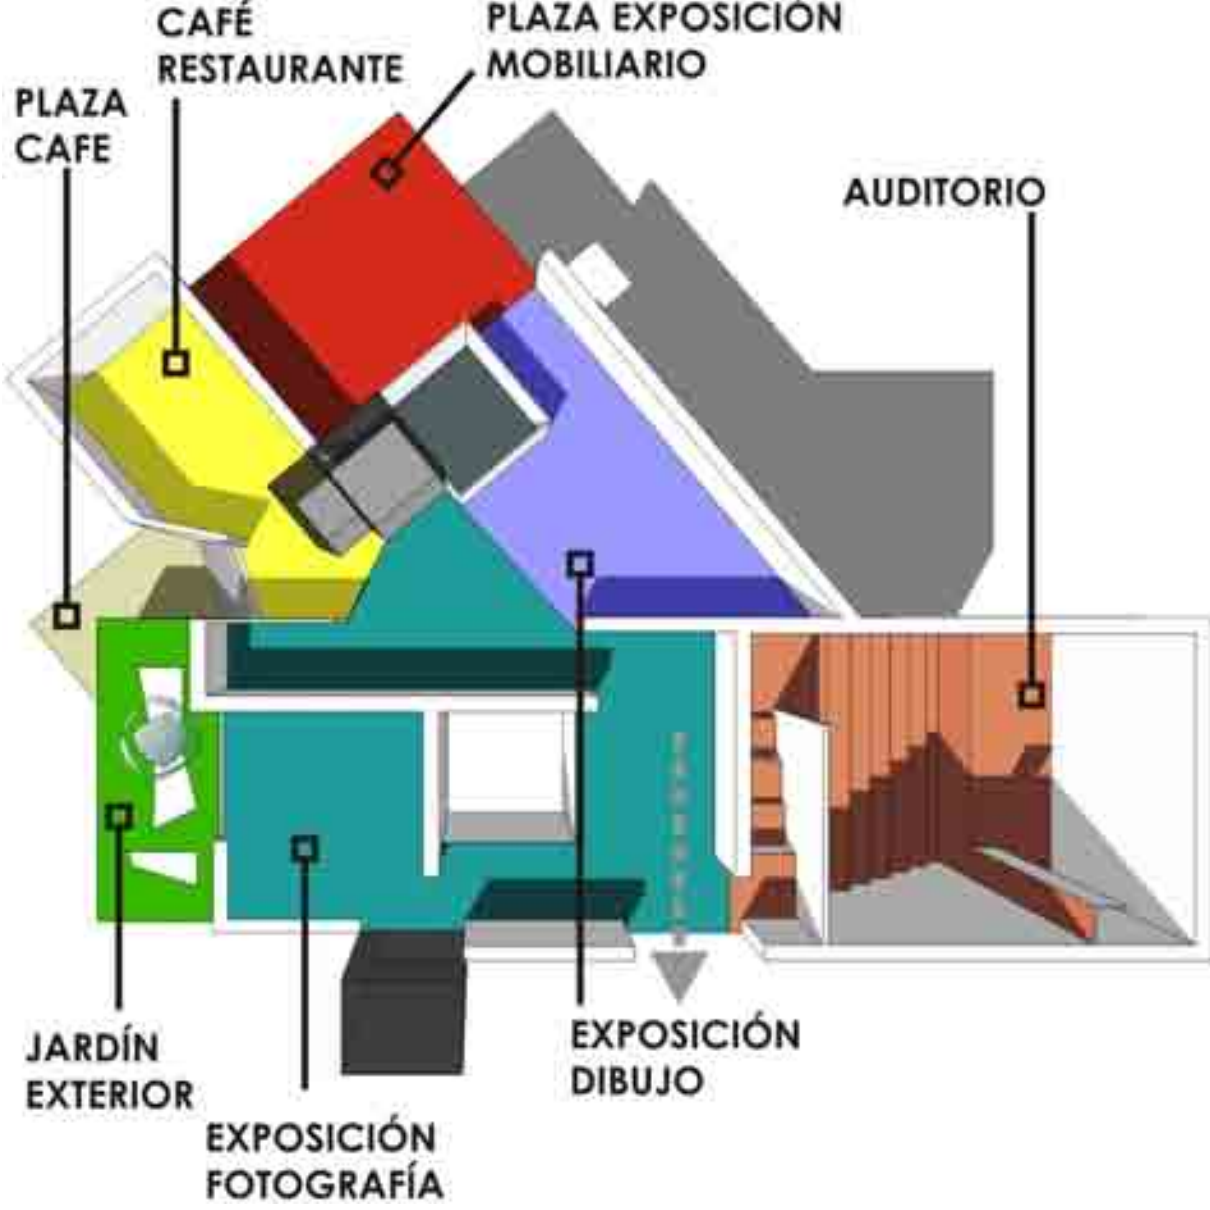 CAFÉ
RESTAURANTE
PLAZA EXPOSICIÓN
MOBILIARIO
PLAZA
CAFE
AUDITORIO
JARDÍN
EXTERIOR
EXPOSICIÓN
DIBUJO
EXPOSICIÓN
FOTOGRAFÍA